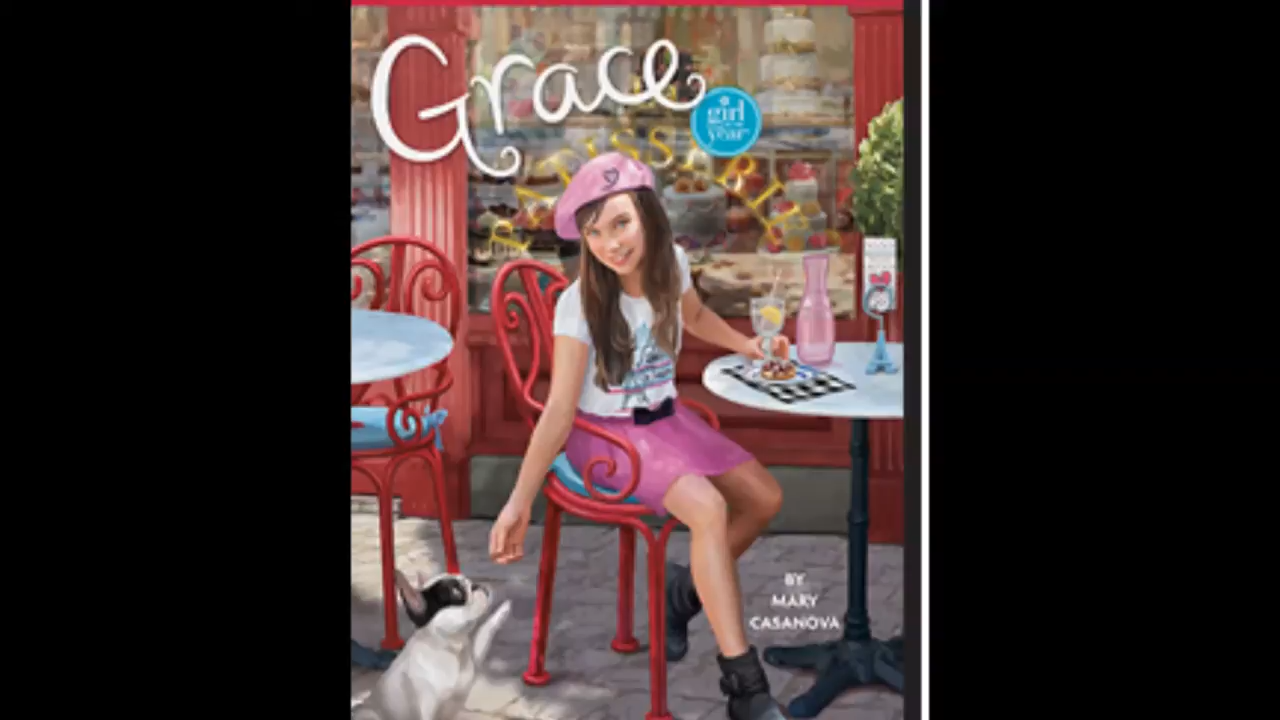 Grace
girl
of the
year
PATISSERIE
BY
MARY
CASANOVA